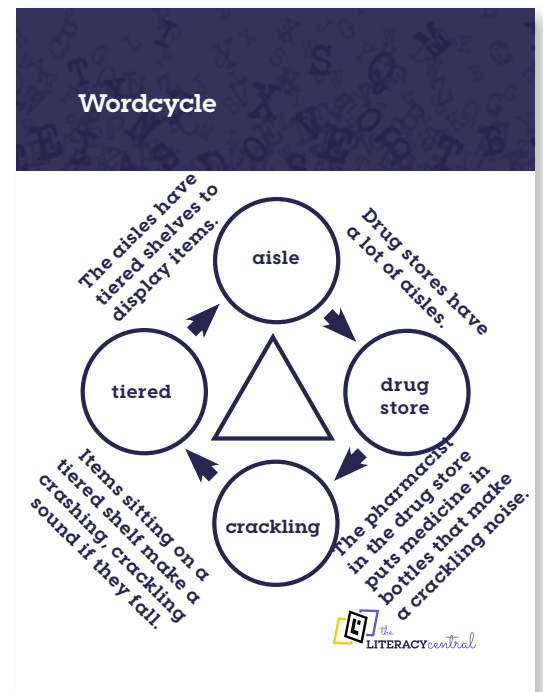 Wordcycle
The aisles have
tiered shelves to
display items.
aisle
Drug stores have
a lot of aisles.
tiered
drug
store
Items sitting on a
tiered shelf make a
crashing, crackling
sound if they fall.
crackling
The pharmacist
in the drug store
puts medicine in
bottles that make
a crackling noise.
the
LITERACYcentral